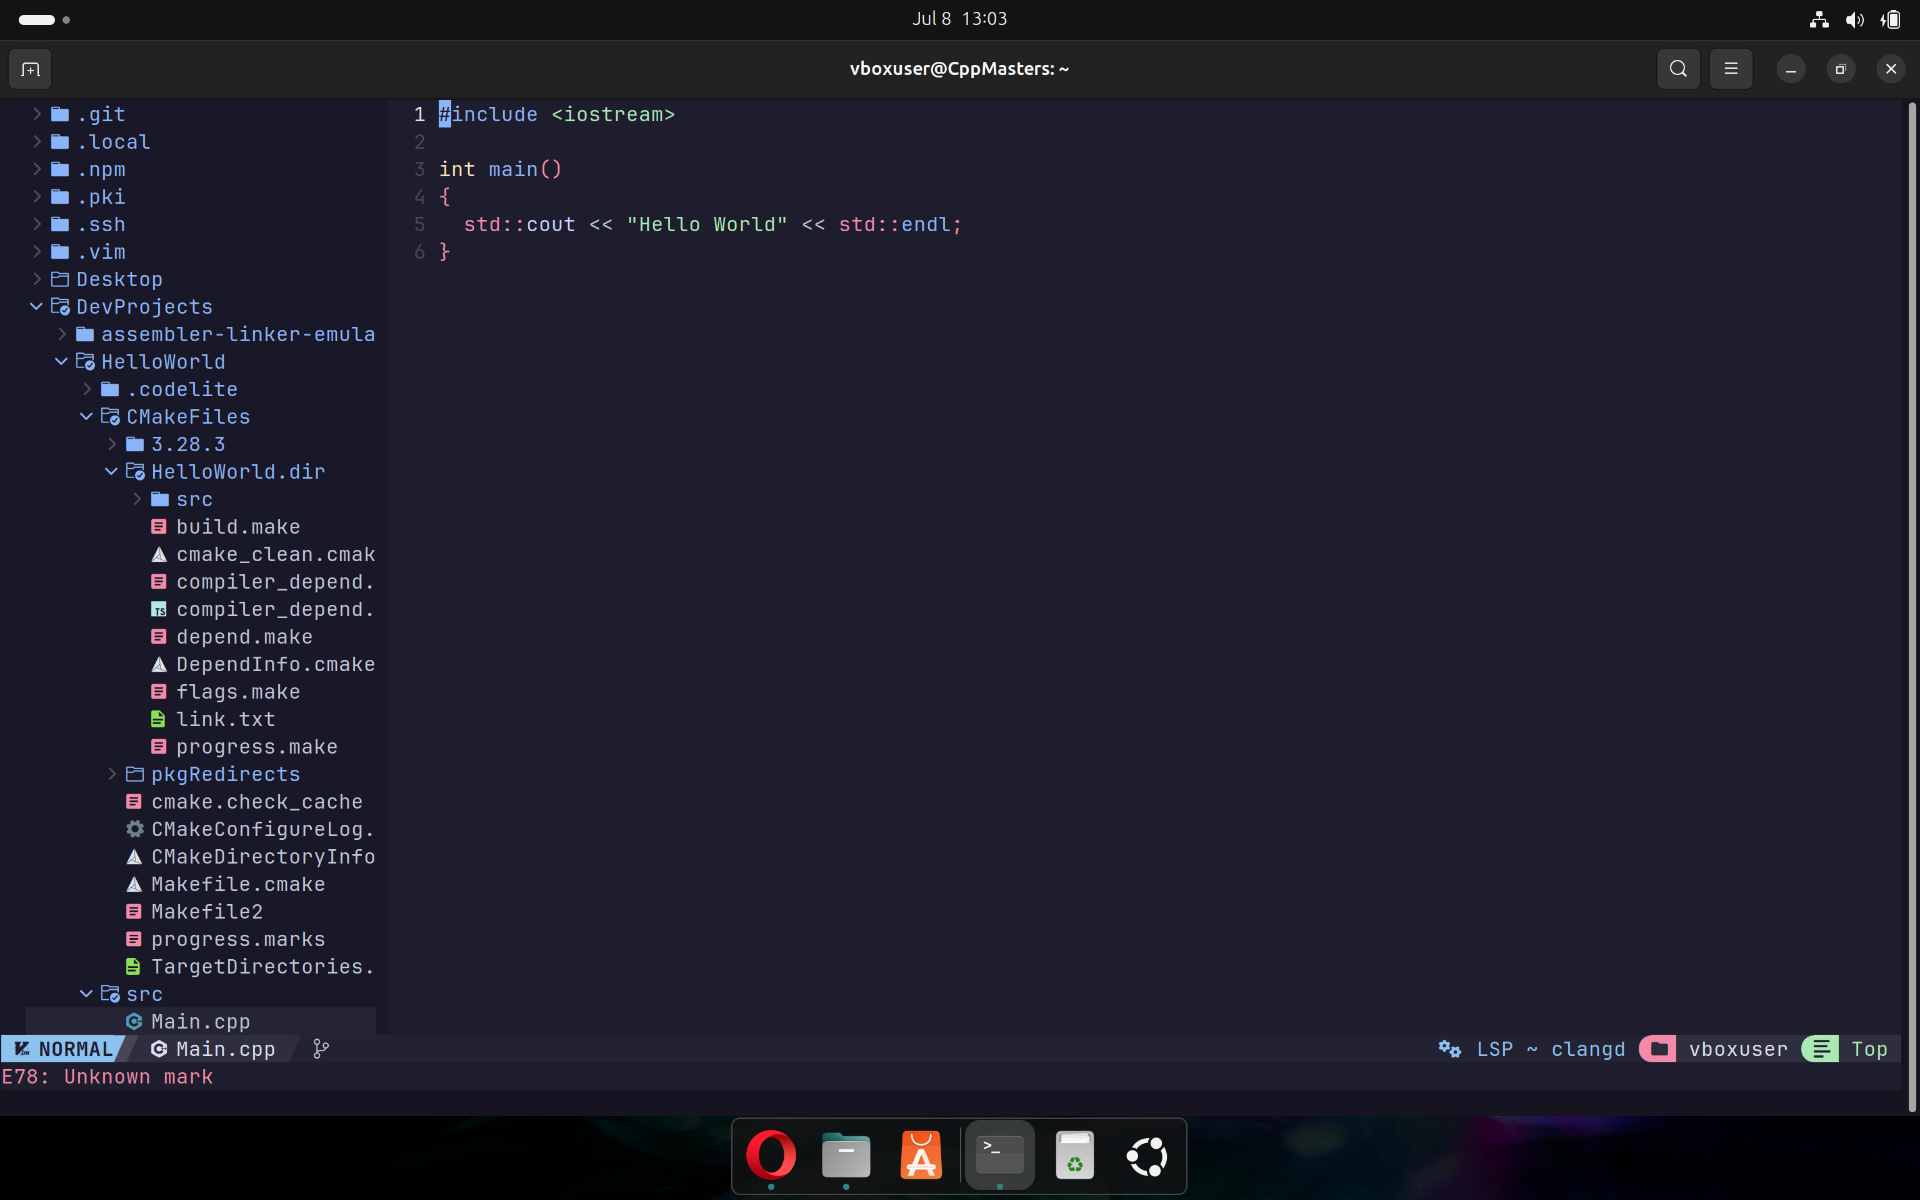 Jul 8 13:03
vboxuser@CppMasters: ~
.git
.local
.npm
.pki
.ssh
.vim
Desktop
DevProjects
assembler-linker-emula
HelloWorld
.codelite
CMakeFiles
3.28.3
HelloWorld.dir
src
build.make
cmake_clean.cmak
compiler_depend.
TS compiler_depend.
depend.make
DependInfo.cmake
flags.make
link.txt
progress.make
pkgRedirects
cmake.check_cache
CMakeConfigureLog.
CMakeDirectoryInfo
Makefile.cmake
Makefile2
progress.marks
TargetDirectories.
src
Main.cpp
1 #include <iostream>
2
3 int main()
4 {
5   std::cout << "Hello World" << std::endl;
6 }
NORMAL Main.cpp LSP ~ clangd vboxuser Top
E78: Unknown mark